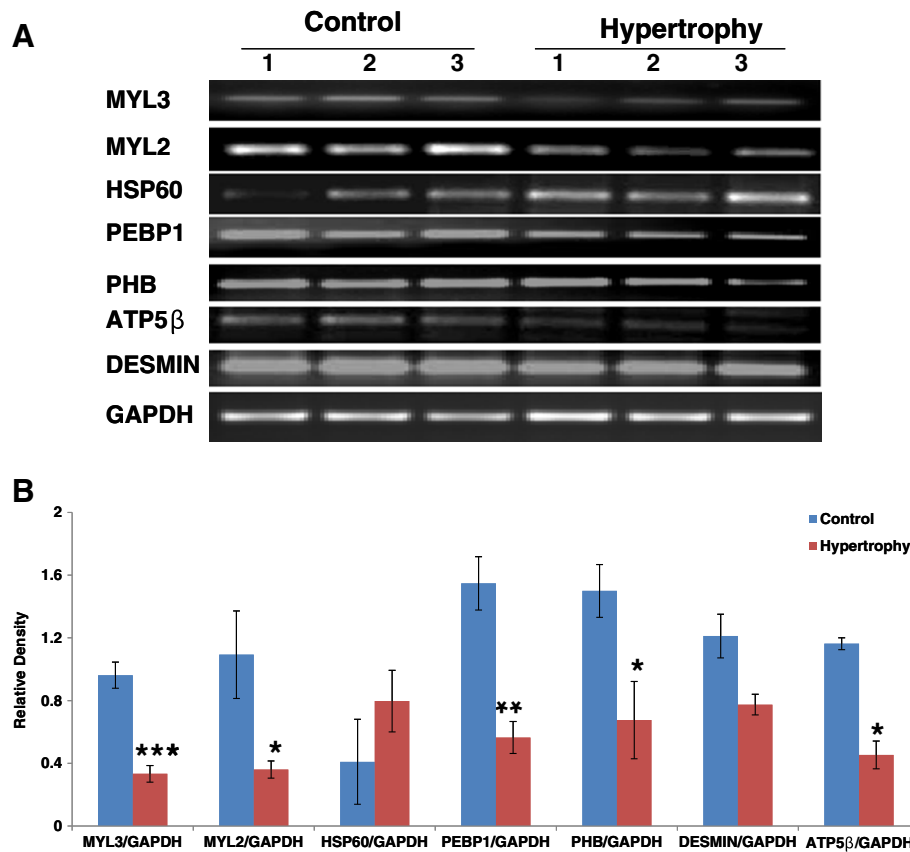 A
Control
Hypertrophy
1 2 3 1 2 3
MYL3
MYL2
HSP60
PEBP1
PHB
ATP5β
DESMIN
GAPDH
B
2
1.6
1.2
0.8
0.4
0
Relative Density
Control
Hypertrophy
***
*
**
*
*
MYL3/GAPDH MYL2/GAPDH HSP60/GAPDH PEBP1/GAPDH PHB/GAPDH DESMIN/GAPDH ATP5β/GAPDH